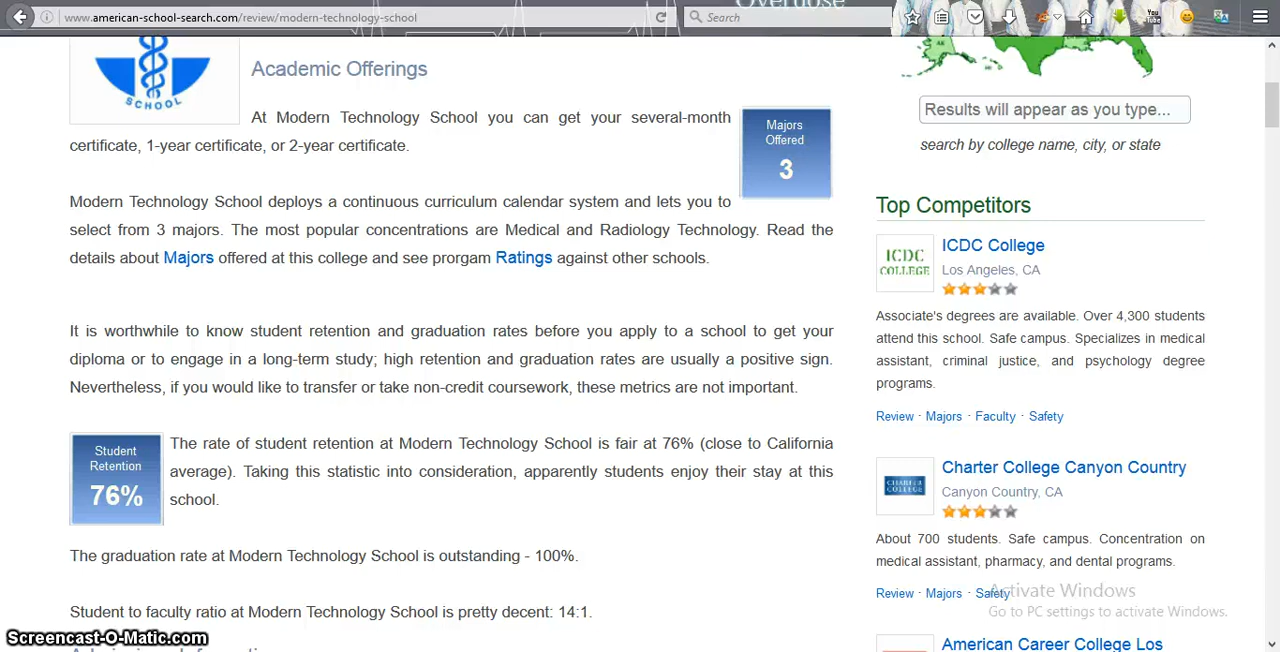 Overdose
www.american-school-search.com/review/modern-technology-school
Search
You
Tube
SCHOOL
Academic Offerings
At Modern Technology School you can get your several-month
certificate, 1-year certificate, or 2-year certificate.
Majors
Offered
3
Modern Technology School deploys a continuous curriculum calendar system and lets you to
select from 3 majors. The most popular concentrations are Medical and Radiology Technology. Read the
details about Majors offered at this college and see prorgam Ratings against other schools.
It is worthwhile to know student retention and graduation rates before you apply to a school to get your
diploma or to engage in a long-term study; high retention and graduation rates are usually a positive sign.
Nevertheless, if you would like to transfer or take non-credit coursework, these metrics are not important.
Student
Retention
76%
The rate of student retention at Modern Technology School is fair at 76% (close to California
average). Taking this statistic into consideration, apparently students enjoy their stay at this
school.
The graduation rate at Modern Technology School is outstanding - 100%.
Student to faculty ratio at Modern Technology School is pretty decent: 14:1.
AK
FL
Results will appear as you type...
search by college name, city, or state
Top Competitors
ICDC
COLLEGE
ICDC College
Los Angeles, CA
Associate's degrees are available. Over 4,300 students
attend this school. Safe campus. Specializes in medical
assistant, criminal justice, and psychology degree
programs.
Review · Majors · Faculty · Safety
CHARTER
COLLEGE
Charter College Canyon Country
Canyon Country, CA
About 700 students. Safe campus. Concentration on
medical assistant, pharmacy, and dental programs.
Review · Majors · Safety
Activate Windows
Go to PC settings to activate Windows.
American Career College Los
Screencast-O-Matic.com